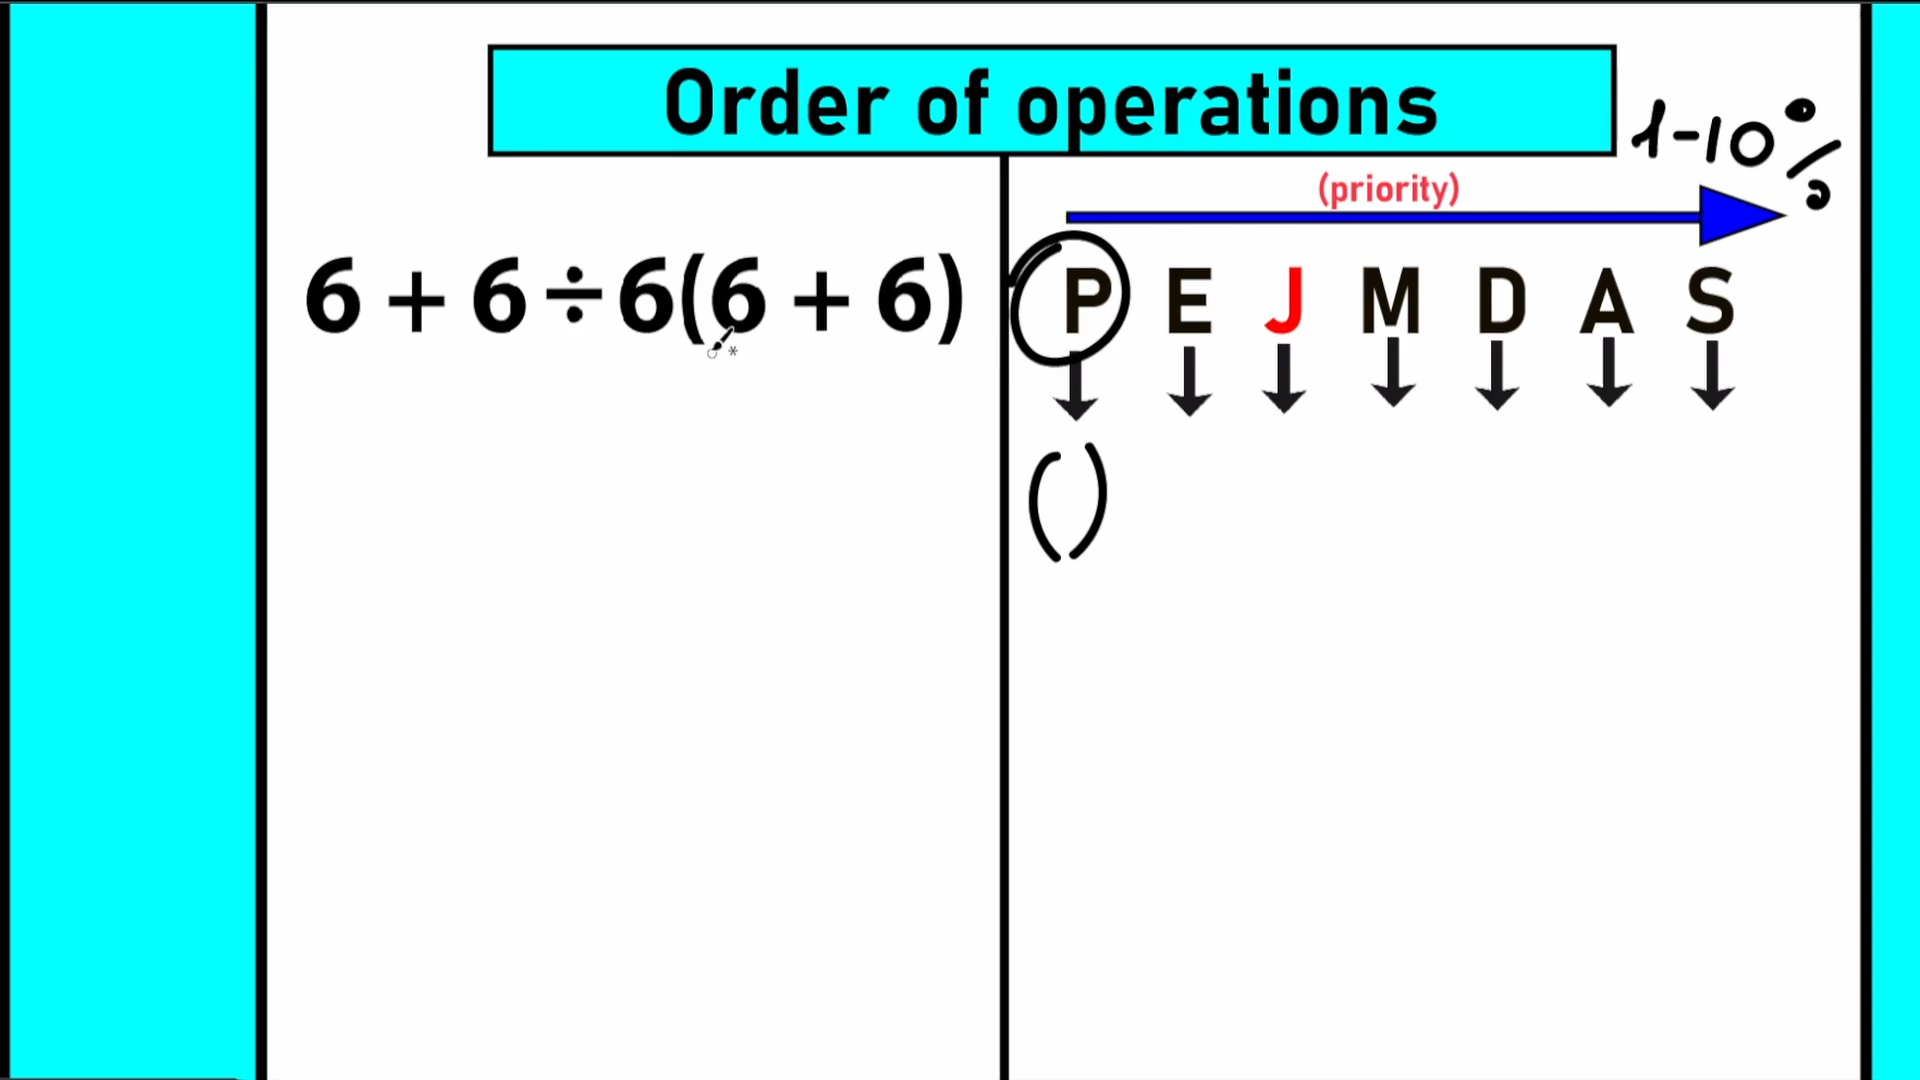 Order of operations
1-10%
(priority)
6 + 6 ÷ 6(6 + 6)
P E J M D A S
( )